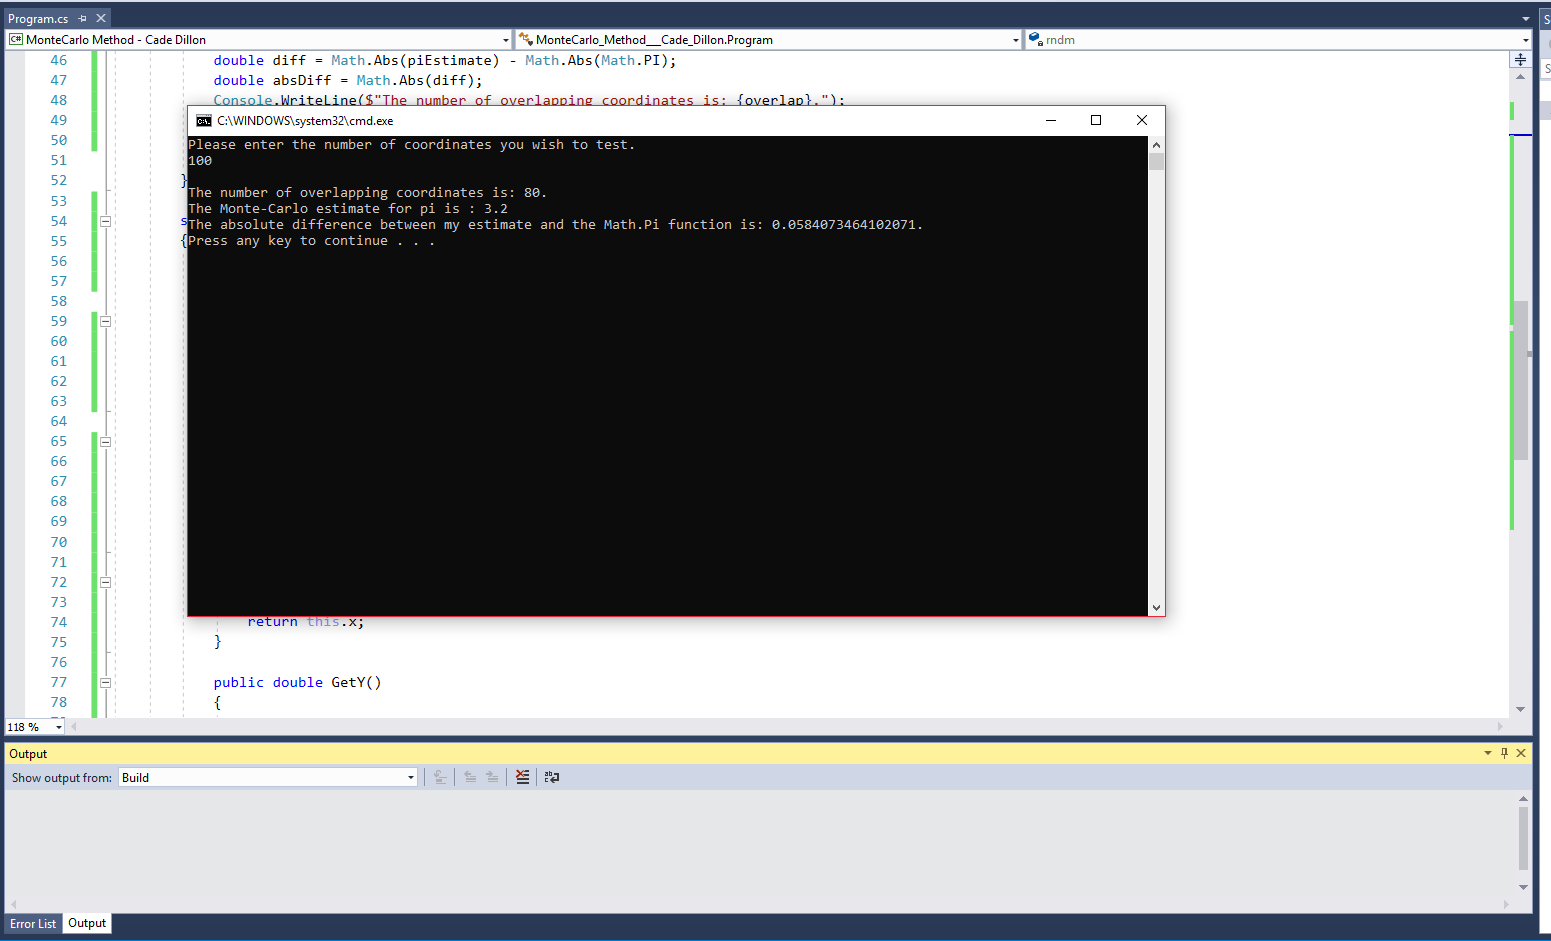 Program.cs
C# MonteCarlo Method - Cade Dillon
MonteCarlo_Method___Cade_Dillon.Program
rndm
46 double diff = Math.Abs(piEstimate) - Math.Abs(Math.PI);
47 double absDiff = Math.Abs(diff);
48 Console.WriteLine($"The number of overlapping coordinates is: {overlap}.");
C:\WINDOWS\system32\cmd.exe
Please enter the number of coordinates you wish to test.
100
The number of overlapping coordinates is: 80.
The Monte-Carlo estimate for pi is : 3.2
The absolute difference between my estimate and the Math.Pi function is: 0.0584073464102071.
Press any key to continue . . .
49
50
51
52 }
53
54 s
55 {
56
57
58
59
60
61
62
63
64
65
66
67
68
69
70
71
72
73
74 return this.x;
75 }
76
77 public double GetY()
78 {
118 %
Output
Show output from: Build
Error List Output